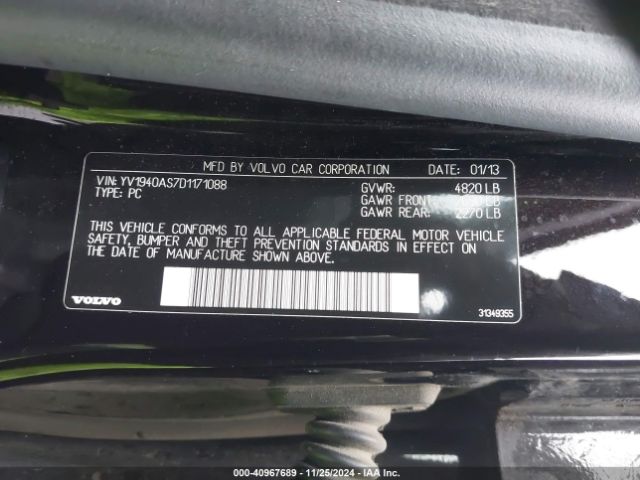 MFD BY VOLVO CAR CORPORATION DATE: 01/13
VIN: YV1940AS7D1171088 GVWR: 4820 LB
TYPE: PC GAWR FRONT: LB
GAWR REAR: 2270 LB
THIS VEHICLE CONFORMS TO ALL APPLICABLE FEDERAL MOTOR VEHICLE
SAFETY, BUMPER AND THEFT PREVENTION STANDARDS IN EFFECT ON
THE DATE OF MANUFACTURE SHOWN ABOVE.
VOLVO 31349355
000-40967689 - 11/25/2024 - IAA Inc.